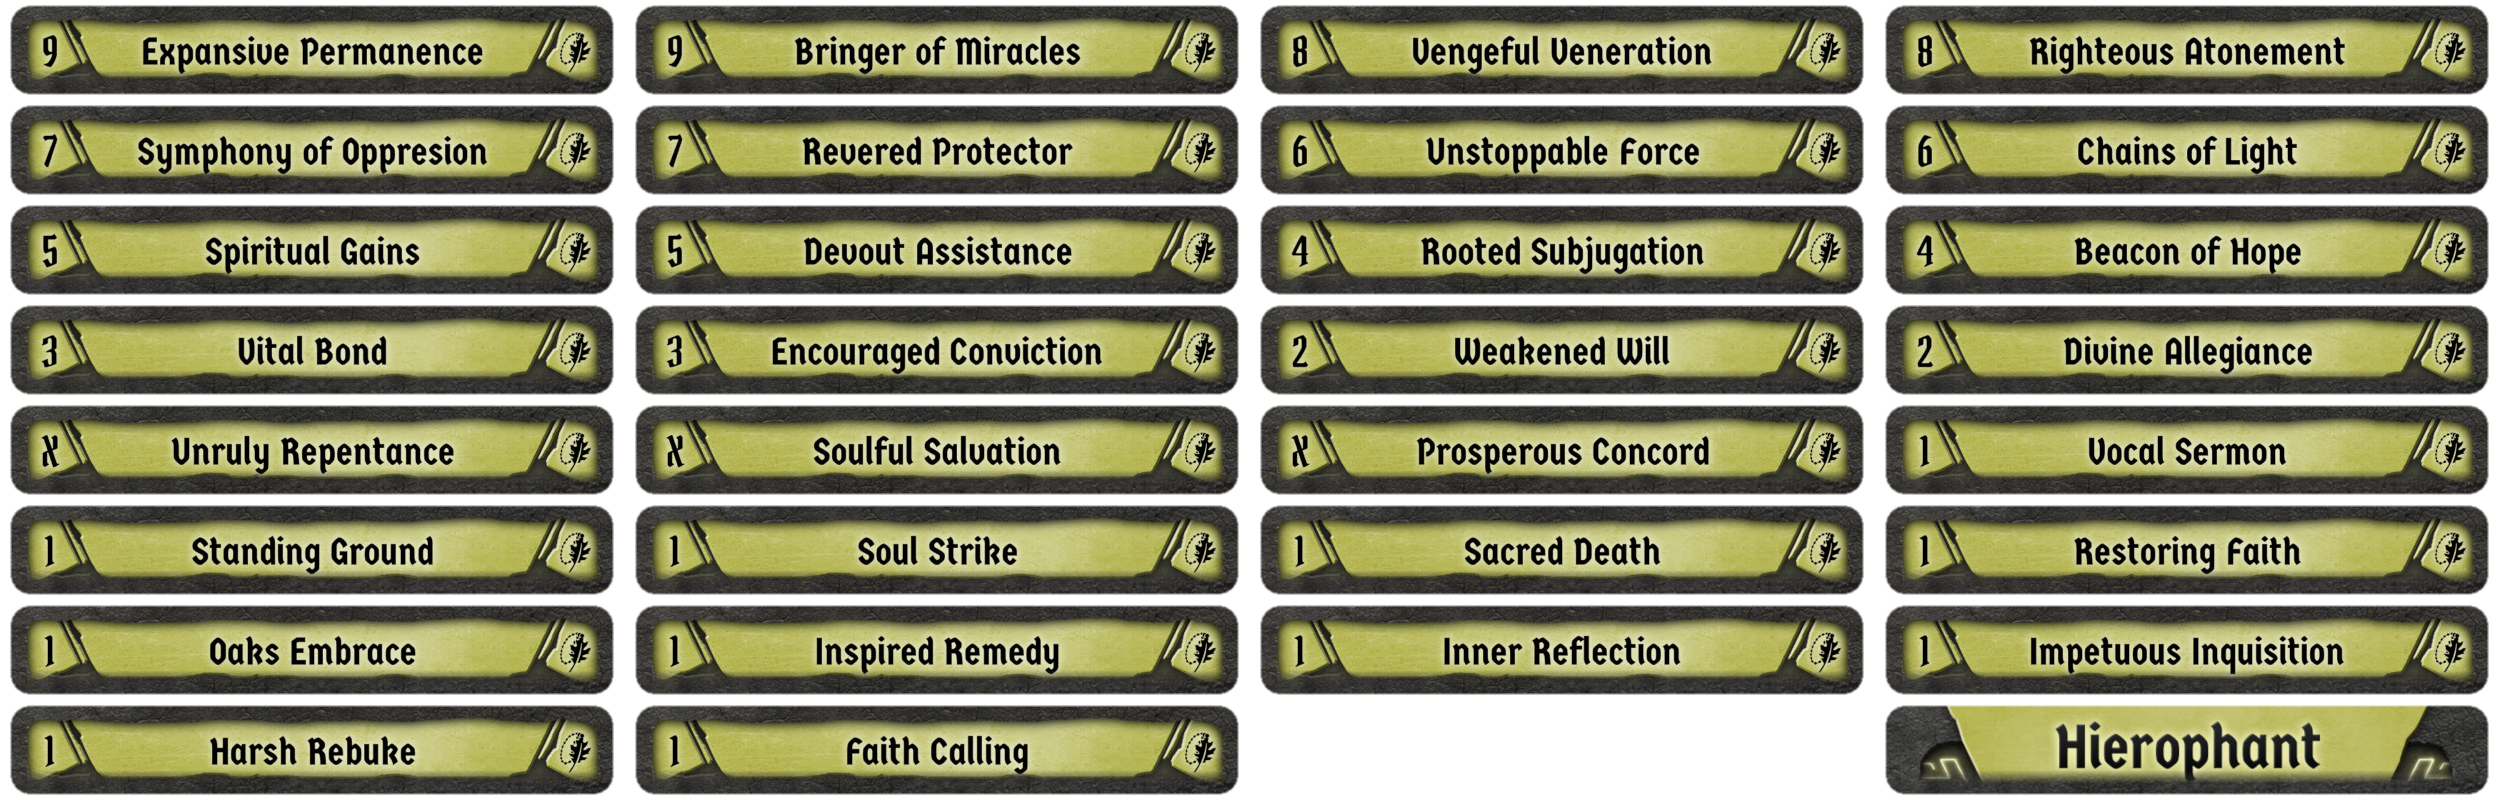 9 Expansive Permanence
9 Bringer of Miracles
8 Vengeful Veneration
8 Righteous Atonement
7 Symphony of Oppresion
7 Revered Protector
6 Unstoppable Force
6 Chains of Light
5 Spiritual Gains
5 Devout Assistance
4 Rooted Subjugation
4 Beacon of Hope
3 Vital Bond
3 Encouraged Conviction
2 Weakened Will
2 Divine Allegiance
X Unruly Repentance
X Soulful Salvation
X Prosperous Concord
1 Vocal Sermon
1 Standing Ground
1 Soul Strike
1 Sacred Death
1 Restoring Faith
1 Oaks Embrace
1 Inspired Remedy
1 Inner Reflection
1 Impetuous Inquisition
1 Harsh Rebuke
1 Faith Calling
Hierophant